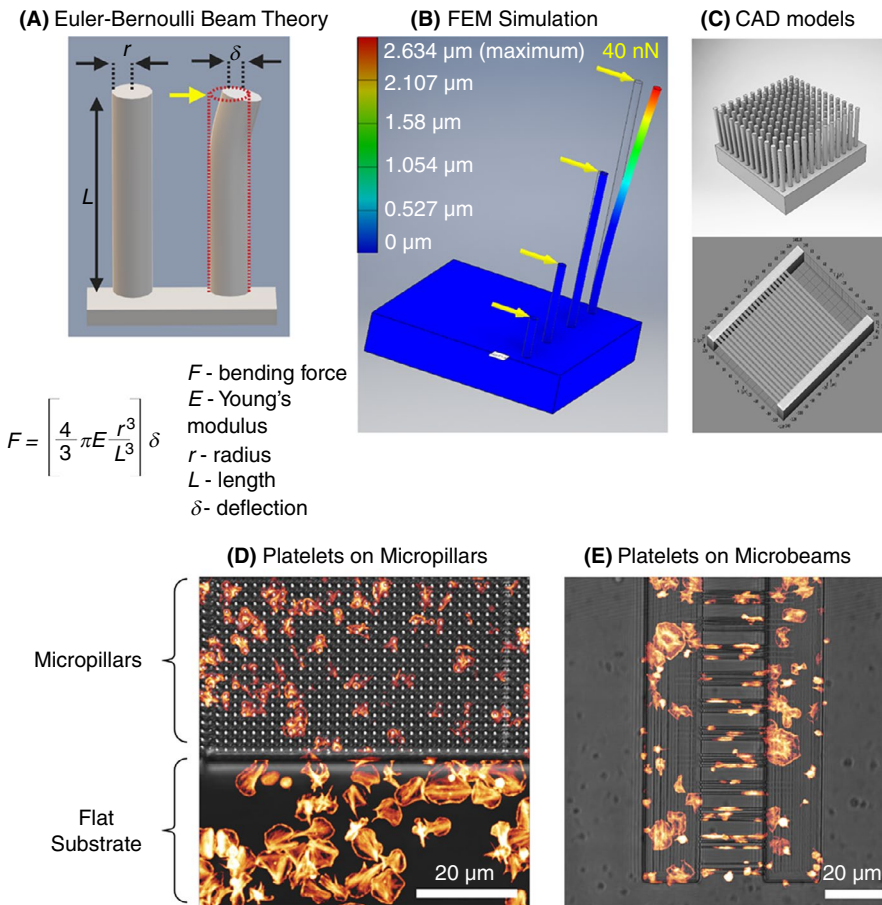 (A) Euler-Bernoulli Beam Theory
r
δ
L
F = [4/3 πE r³/L³] δ
F - bending force
E - Young's
modulus
r - radius
L - length
δ - deflection
(B) FEM Simulation
2.634 µm (maximum)
40 nN
2.107 µm
1.58 µm
1.054 µm
0.527 µm
0 µm
(C) CAD models
(D) Platelets on Micropillars
Micropillars
Flat
Substrate
20 µm
(E) Platelets on Microbeams
20 µm